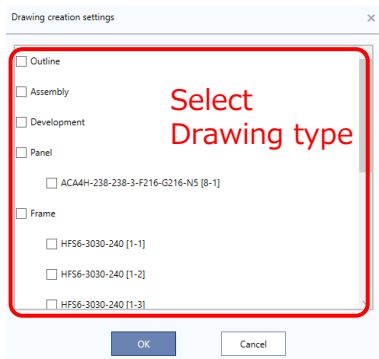 Drawing creation settings
Outline
Assembly
Select
Drawing type
Development
Panel
ACA4H-238-238-3-F216-G216-N5 [8-1]
Frame
HFS6-3030-240 [1-1]
HFS6-3030-240 [1-2]
HFS6-3030-240 [1-3]
OK Cancel